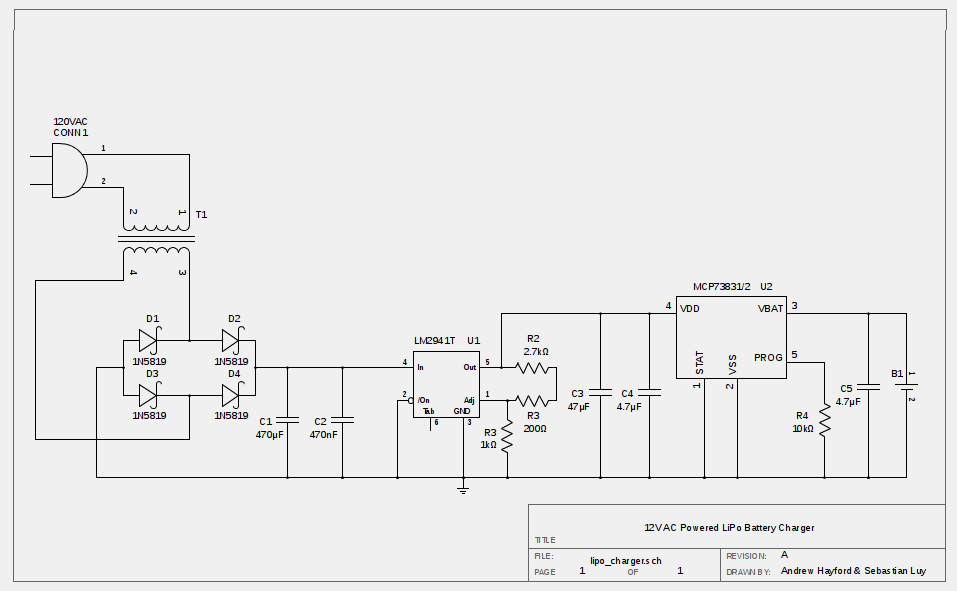 120VAC
CONN1
1
2
2
1
T1
4
3
D1
D2
1N5819
1N5819
D3
D4
1N5819
1N5819
C1
470µF
C2
470nF
LM2941T U1
4
In
Out
5
2
/On
Adj
1
Tab
GND
6
3
R2
2.7kΩ
R3
200Ω
R3
1kΩ
C3
47µF
C4
4.7µF
MCP73831/2 U2
4
VDD
VBAT
3
STAT
VSS
PROG
5
1
2
R4
10kΩ
C5
4.7µF
B1
1
2
TITLE
12VAC Powered LiPo Battery Charger
FILE:
lipo_charger.sch
REVISION:
A
PAGE
1
OF
1
DRAWN BY:
Andrew Hayford & Sebastian Luy